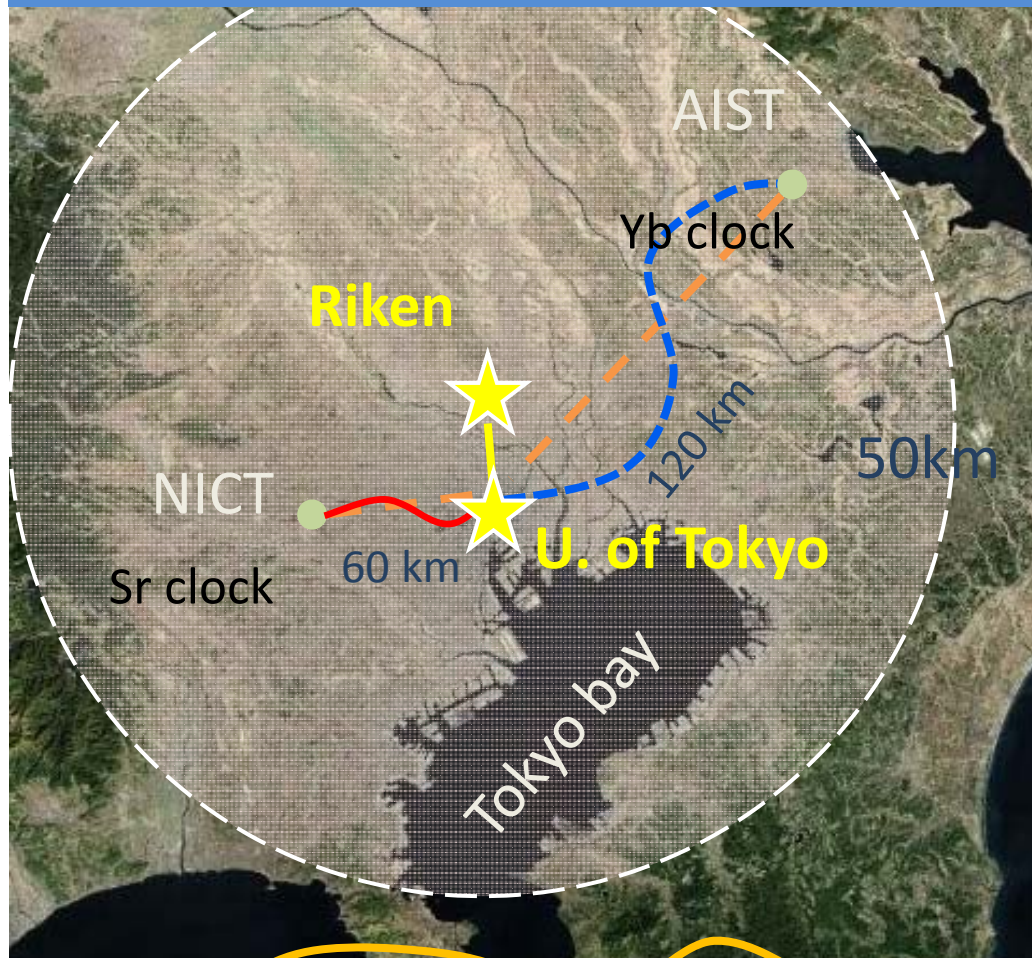 AIST
Yb clock
Riken
120 km
50km
NICT
U. of Tokyo
60 km
Sr clock
Tokyo bay